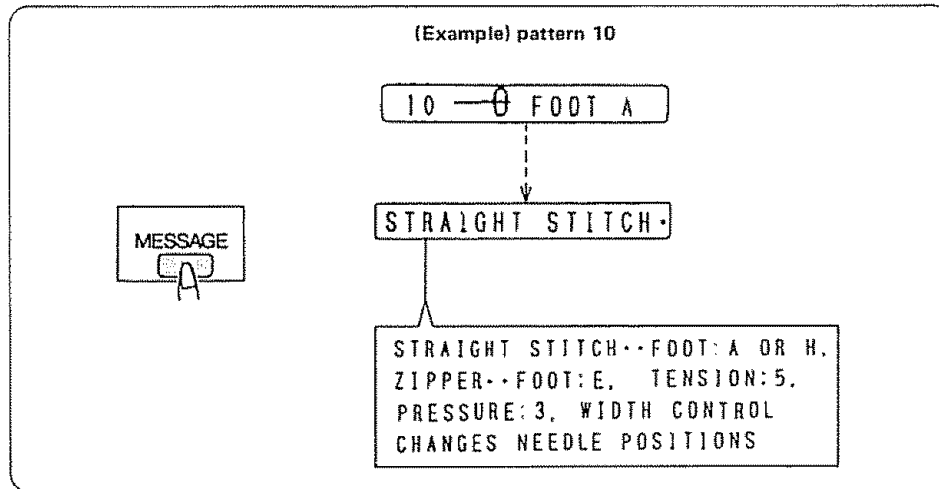 (Example) pattern 10
10 FOOT A
STRAIGHT STITCH·
MESSAGE
STRAIGHT STITCH··FOOT:A OR H,
ZIPPER··FOOT:E, TENSION:5,
PRESSURE:3, WIDTH CONTROL
CHANGES NEEDLE POSITIONS